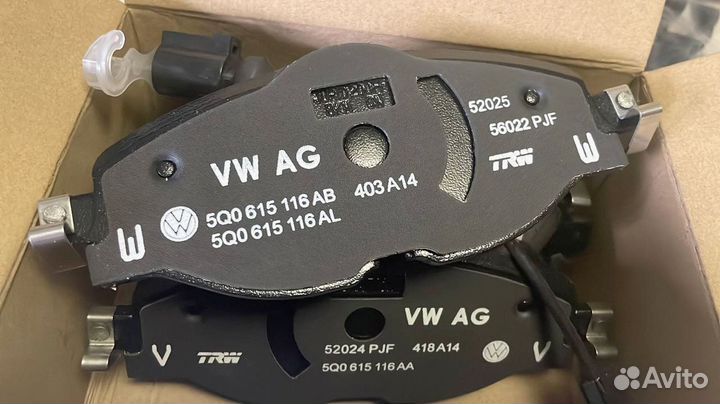 52025
56022 PJF
TRW
VW AG
403 A14
5Q0 615 116 AB
5Q0 615 116 AL
VW AG
TRW
52024 PJF 418 A14
5Q0 615 116 AA
V
V
Avito